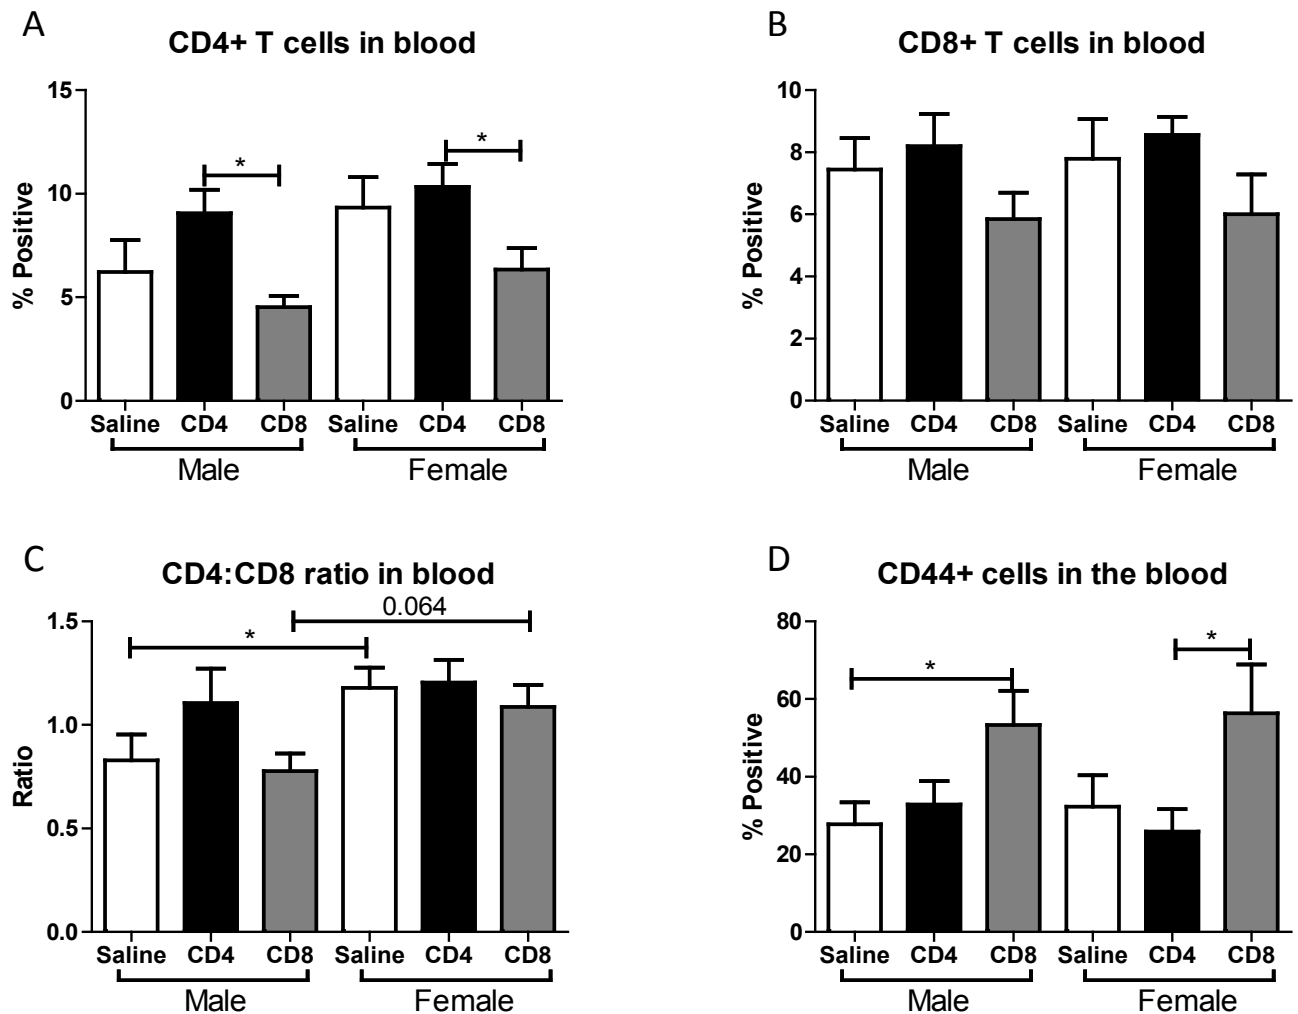 A
CD4+ T cells in blood
% Positive
15
10
5
0
*
*
Saline CD4 CD8 Saline CD4 CD8
Male Female
B
CD8+ T cells in blood
% Positive
10
8
6
4
2
0
Saline CD4 CD8 Saline CD4 CD8
Male Female
C
CD4:CD8 ratio in blood
Ratio
1.5
1.0
0.5
0.0
0.064
*
Saline CD4 CD8 Saline CD4 CD8
Male Female
D
CD44+ cells in the blood
% Positive
80
60
40
20
0
*
*
Saline CD4 CD8 Saline CD4 CD8
Male Female